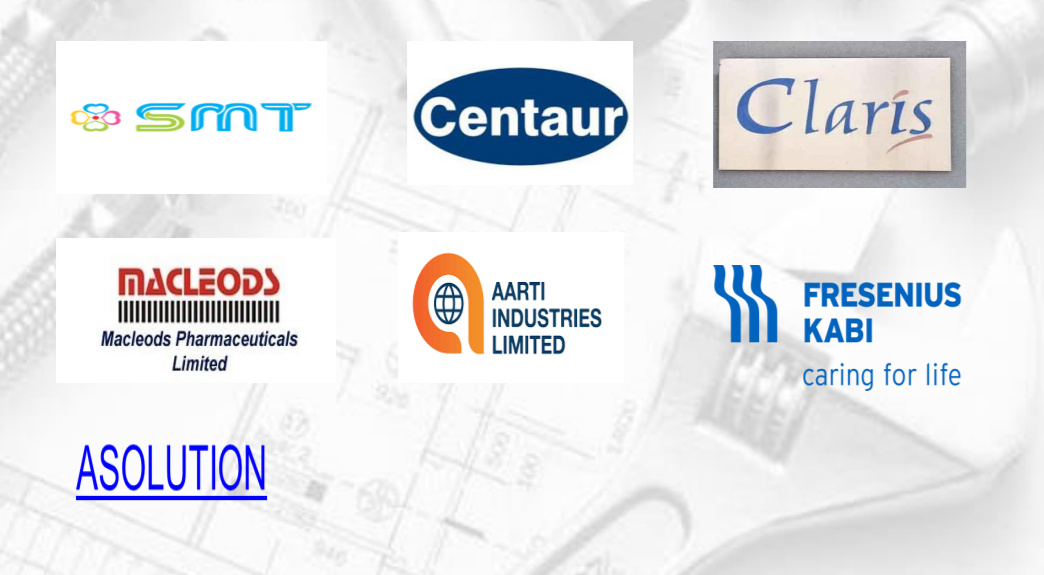 SMT
Centaur
Claris
MACLEODS
Macleods Pharmaceuticals
Limited
AARTI
INDUSTRIES
LIMITED
FRESENIUS
KABI
caring for life
ASOLUTION